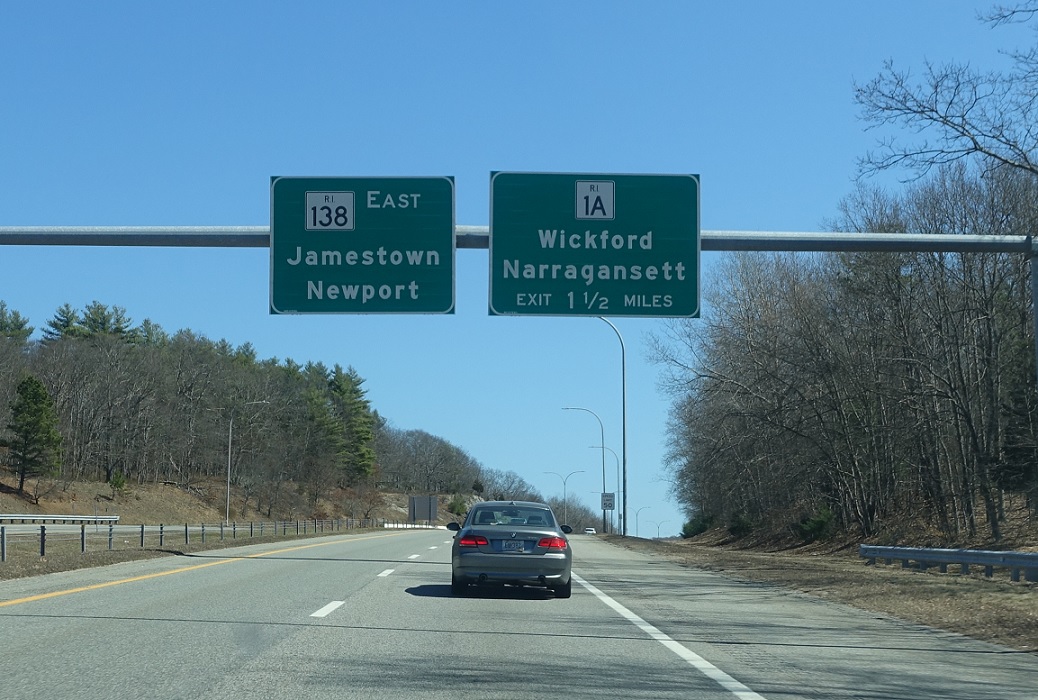 RI
138 EAST
Jamestown
Newport
RI
1A
Wickford
Narragansett
EXIT 1 1/2 MILES